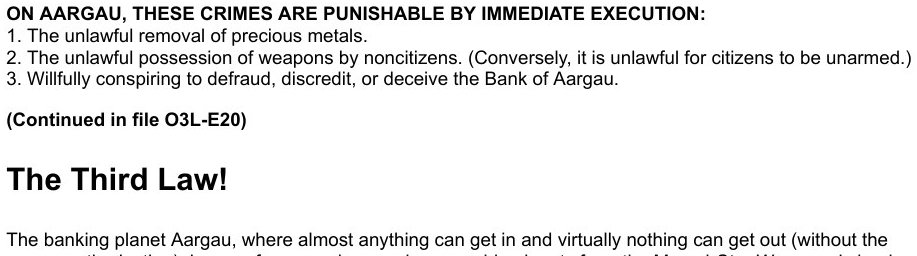 ON AARGAU, THESE CRIMES ARE PUNISHABLE BY IMMEDIATE EXECUTION:
1. The unlawful removal of precious metals.
2. The unlawful possession of weapons by noncitizens. (Conversely, it is unlawful for citizens to be unarmed.)
3. Willfully conspiring to defraud, discredit, or deceive the Bank of Aargau.
(Continued in file O3L-E20)
The Third Law!
The banking planet Aargau, where almost anything can get in and virtually nothing can get out (without the